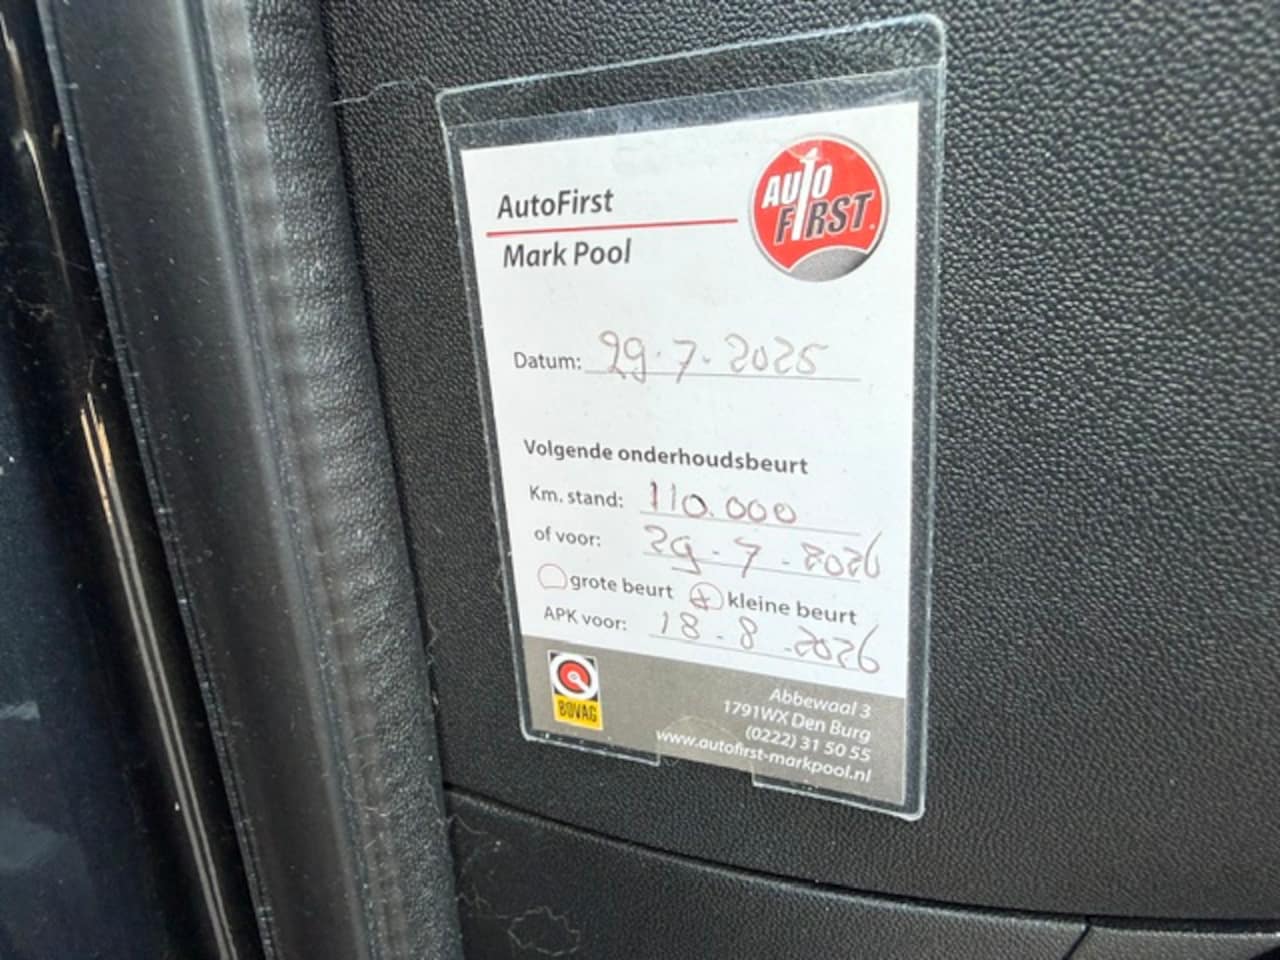 AutoFirst
Mark Pool
AUTO
FIRST
Datum: 29.7.2025
Volgende onderhoudsbeurt
Km. stand: 110.000
of voor: 29-7-2026
grote beurt kleine beurt
APK voor: 18-8-2026
BOVAG
Abbewaal 3
1791WX Den Burg
(0222) 31 50 55
www.autofirst-markpool.nl